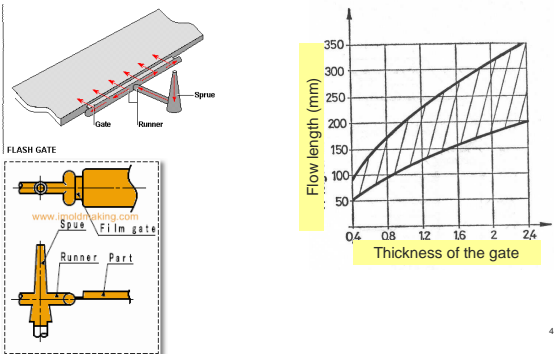 Sprue
Gate
Runner
FLASH GATE
www.imoldmaking.com
Spue
Film gate
Runner
Part
Flow length (mm)
350
300
250
200
150
100
50
0,4
0,8
1,2
1,6
2
2,4
Thickness of the gate
4